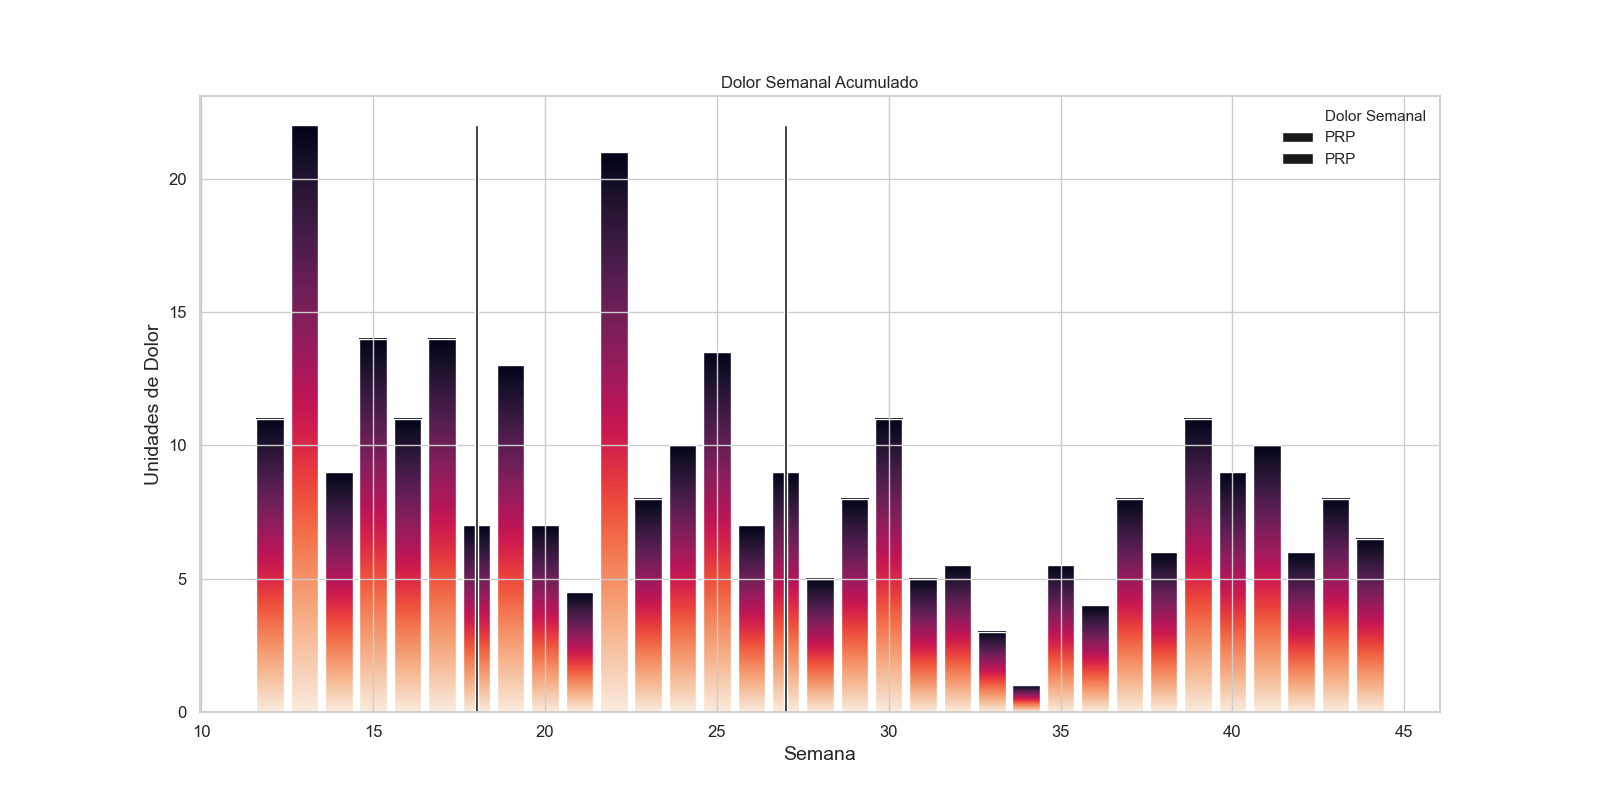 Dolor Semanal Acumulado
Dolor Semanal
PRP
PRP
Unidades de Dolor
20
15
10
5
0
10 15 20 25 30 35 40 45
Semana